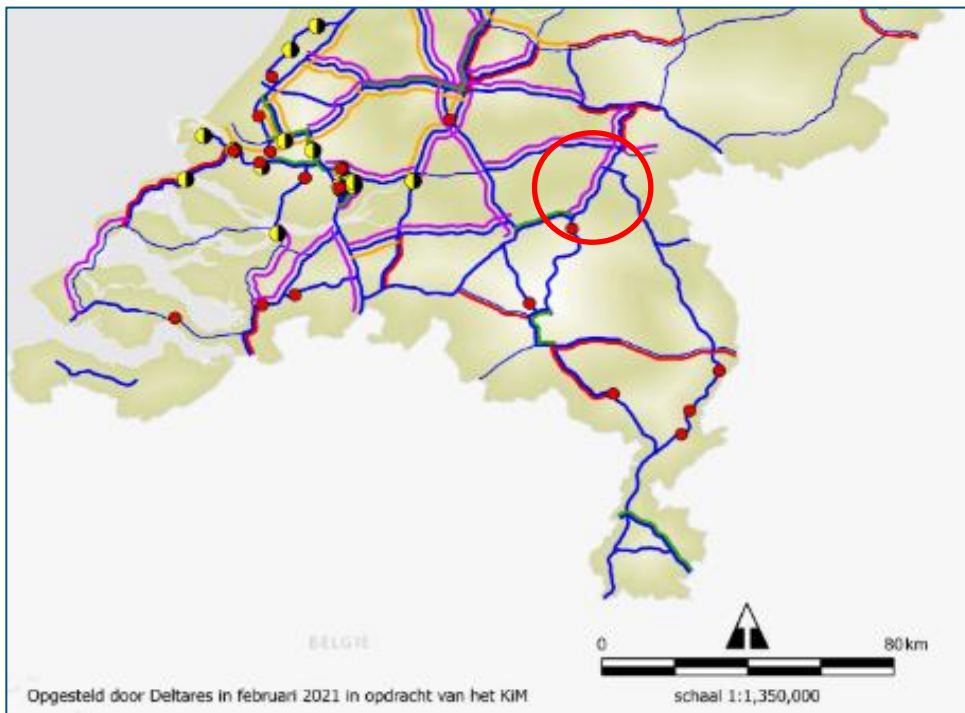 BELGIE
0 80 km
Opgesteld door Deltares in februari 2021 in opdracht van het KiM
schaal 1:1,350,000